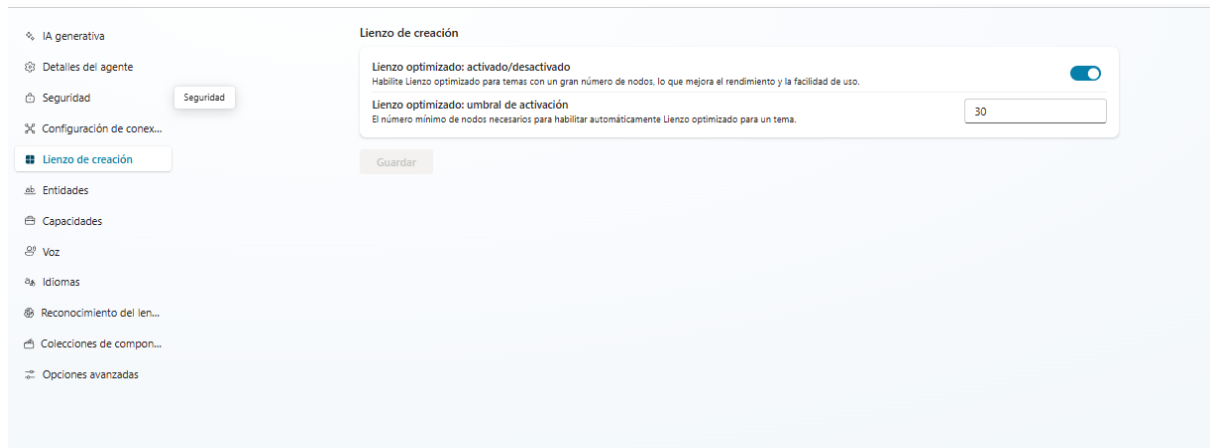 IA generativa
Detalles del agente
Seguridad
Seguridad
Configuración de conex...
Lienzo de creación
Entidades
Capacidades
Voz
Idiomas
Reconocimiento del len...
Colecciones de compon...
Opciones avanzadas
Lienzo de creación
Lienzo optimizado: activado/desactivado
Habilite Lienzo optimizado para temas con un gran número de nodos, lo que mejora el rendimiento y la facilidad de uso.
Lienzo optimizado: umbral de activación
El número mínimo de nodos necesarios para habilitar automáticamente Lienzo optimizado para un tema.
30
Guardar